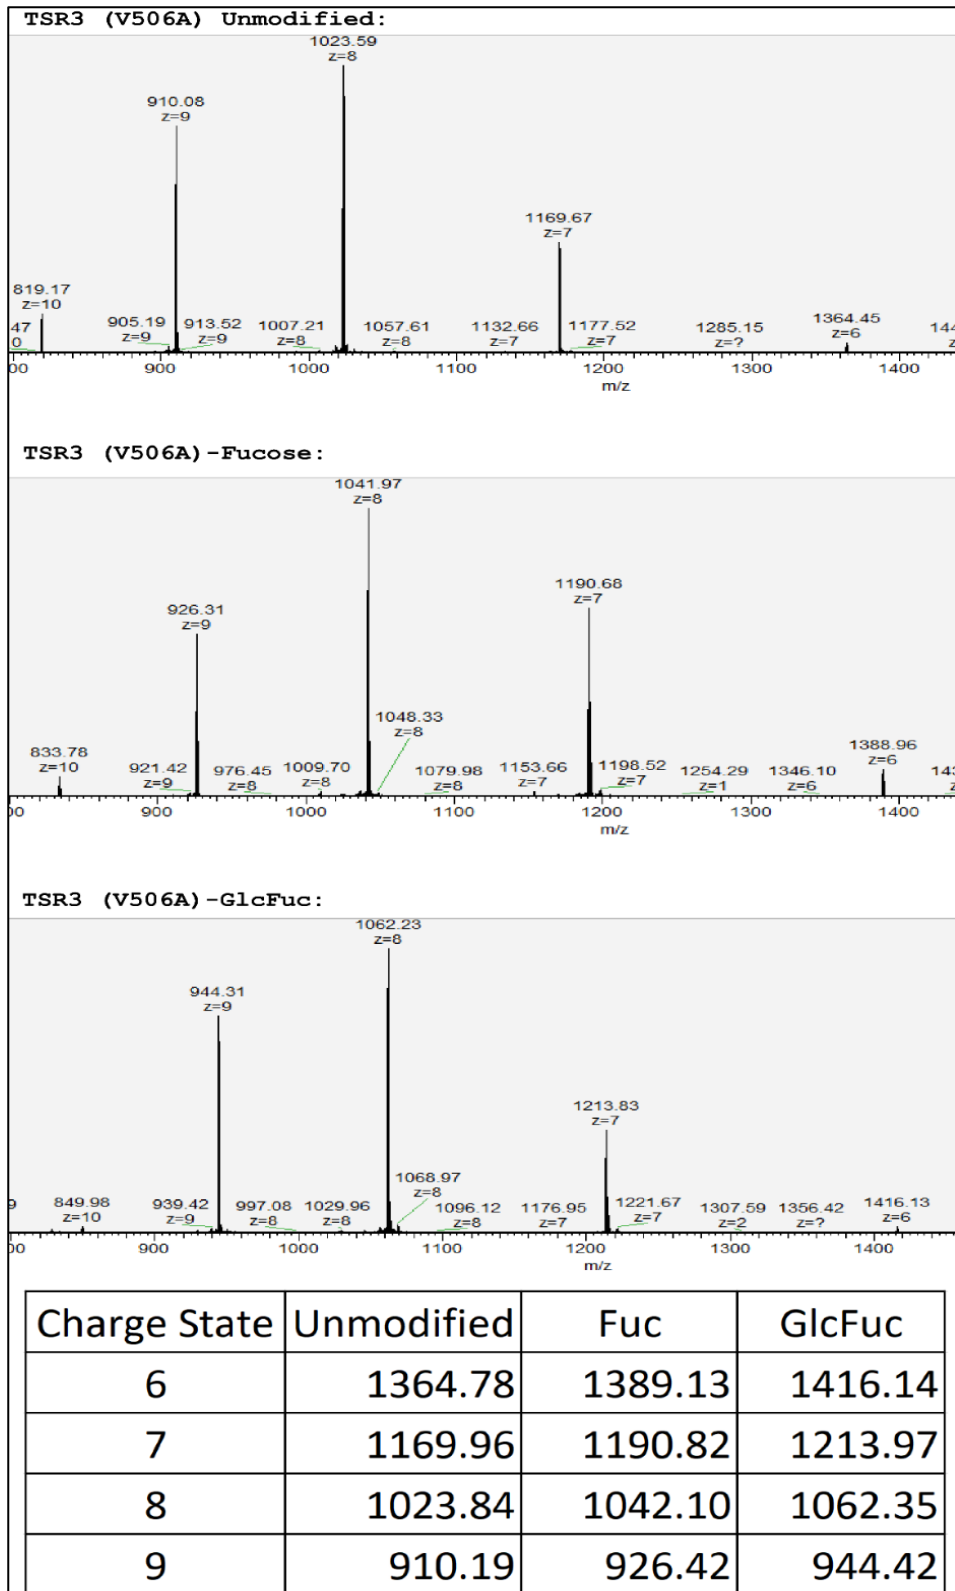 TSR3 (V506A) Unmodified:
1023.59
z=8
910.08
z=9
1169.67
z=7
819.17
z=10
47
0
905.19
z=9
913.52
z=9
1007.21
z=8
1057.61
z=8
1132.66
z=7
1177.52
z=7
1285.15
z=?
1364.45
z=6
144
z
00 900 1000 1100 1200 1300 1400
m/z
TSR3 (V506A)-Fucose:
1041.97
z=8
926.31
z=9
1190.68
z=7
833.78
z=10
921.42
z=9
976.45
z=8
1009.70
z=8
1048.33
z=8
1079.98
z=8
1153.66
z=7
1198.52
z=7
1254.29
z=1
1346.10
z=6
1388.96
z=6
143
z
00 900 1000 1100 1200 1300 1400
m/z
TSR3 (V506A)-GlcFuc:
1062.23
z=8
944.31
z=9
1213.83
z=7
9
849.98
z=10
939.42
z=9
997.08
z=8
1029.96
z=8
1068.97
z=8
1096.12
z=8
1176.95
z=7
1221.67
z=7
1307.59
z=2
1356.42
z=?
1416.13
z=6
00 900 1000 1100 1200 1300 1400
m/z
Charge State Unmodified Fuc GlcFuc
6 1364.78 1389.13 1416.14
7 1169.96 1190.82 1213.97
8 1023.84 1042.10 1062.35
9 910.19 926.42 944.42